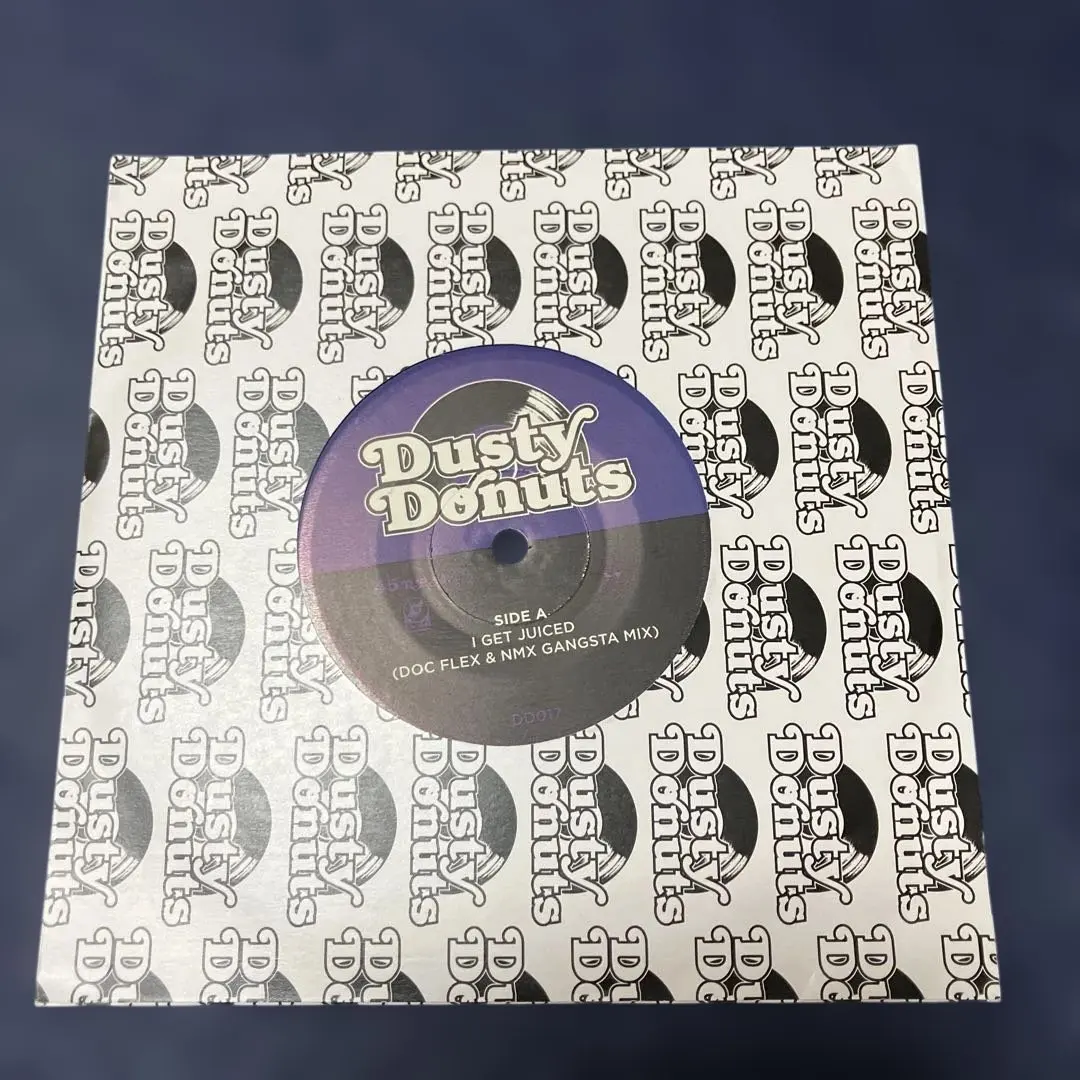 Dusty
Donuts
SIDE A
I GET JUICED
(DOC FLEX & NMX GANGSTA MIX)
DD017